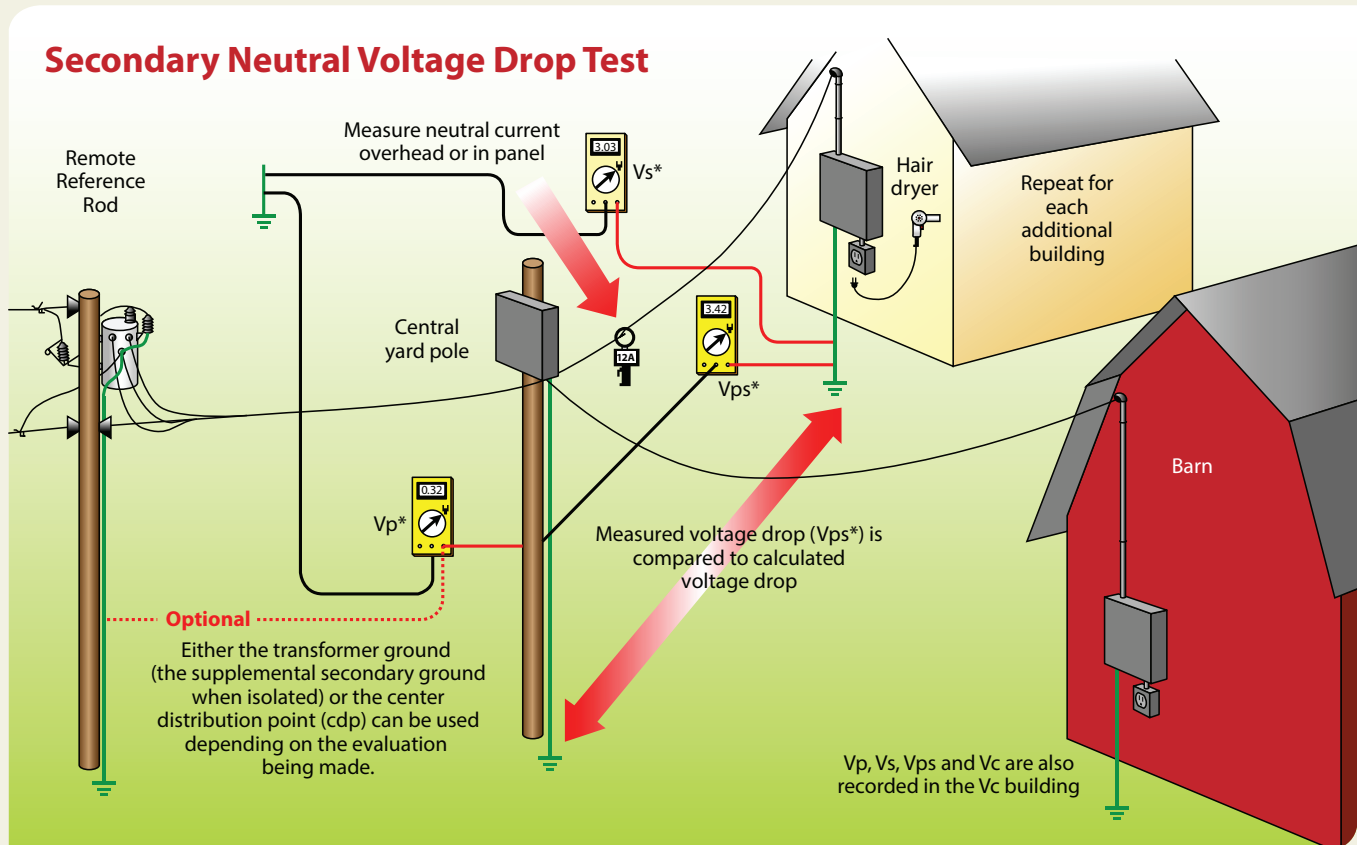 Secondary Neutral Voltage Drop Test
Measure neutral current
overhead or in panel
Remote
Reference
Rod
3.03
Vs*
Hair
dryer
Repeat for
each
additional
building
Central
yard pole
3.42
12A
Vps*
Barn
0.32
Vp*
Measured voltage drop (Vps*) is
compared to calculated
voltage drop
Optional
Either the transformer ground
(the supplemental secondary ground
when isolated) or the center
distribution point (cdp) can be used
depending on the evaluation
being made.
Vp, Vs, Vps and Vc are also
recorded in the Vc building